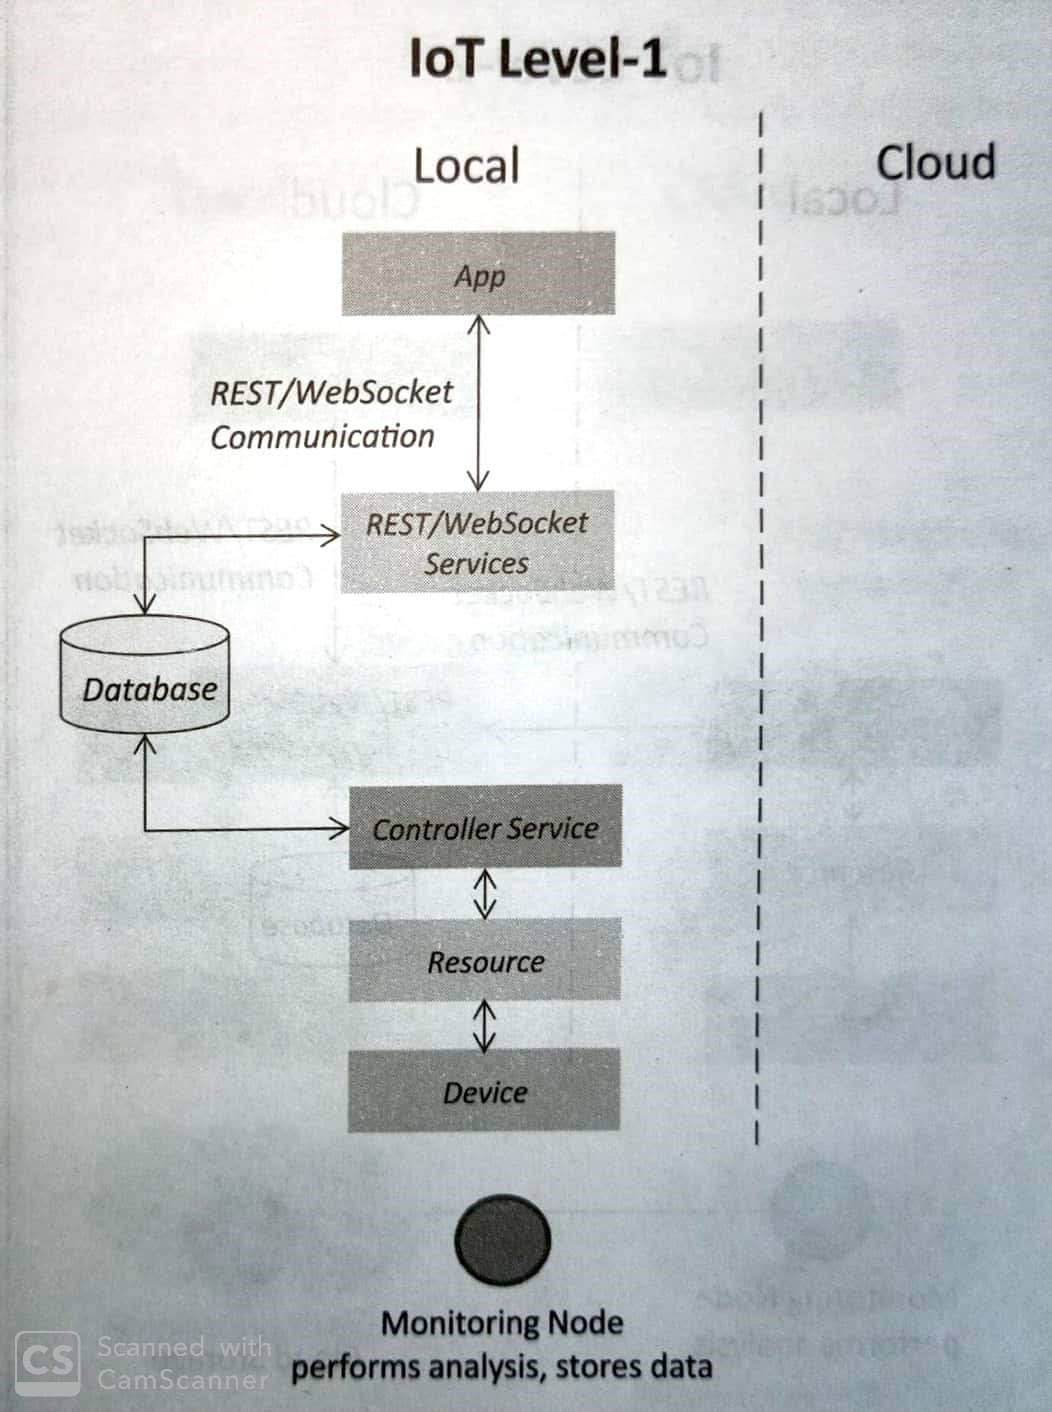 IoT Level-1
Local
Cloud
App
REST/WebSocket
Communication
REST/WebSocket
Services
Database
Controller Service
Resource
Device
Monitoring Node
performs analysis, stores data
CS
Scanned with
CamScanner